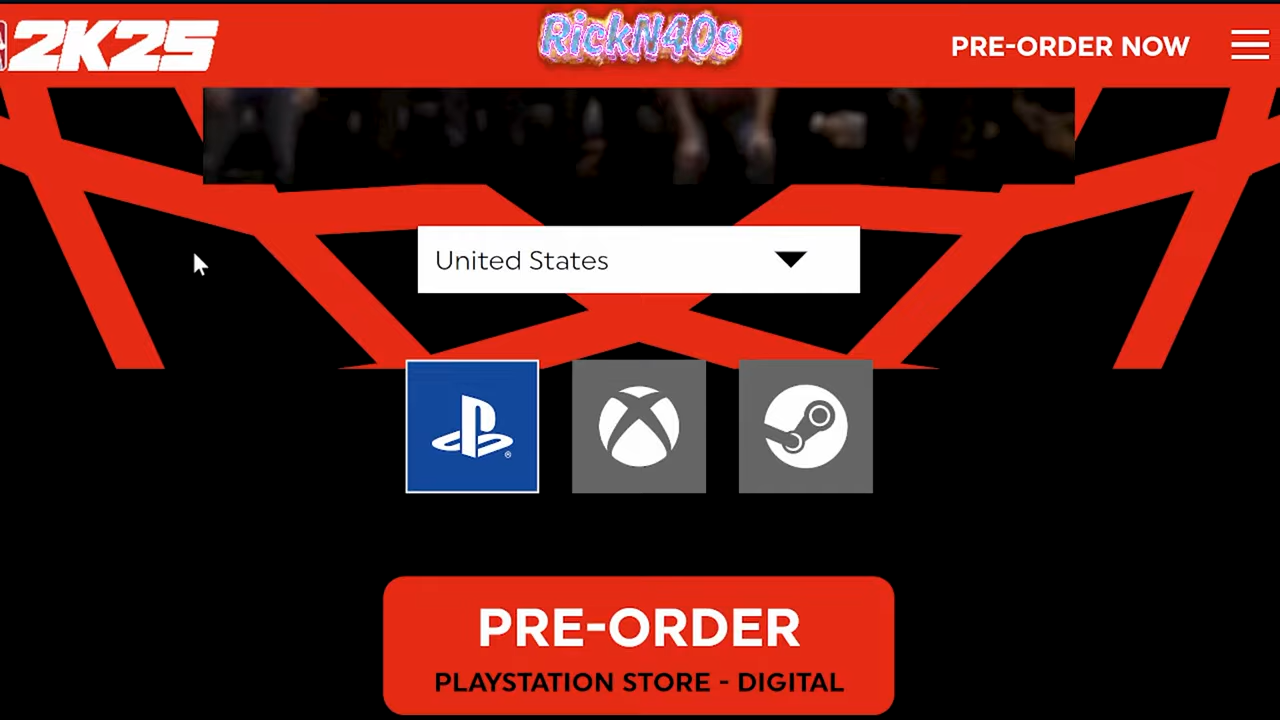 2K25
RickN40s
PRE-ORDER NOW
United States
PRE-ORDER
PLAYSTATION STORE - DIGITAL